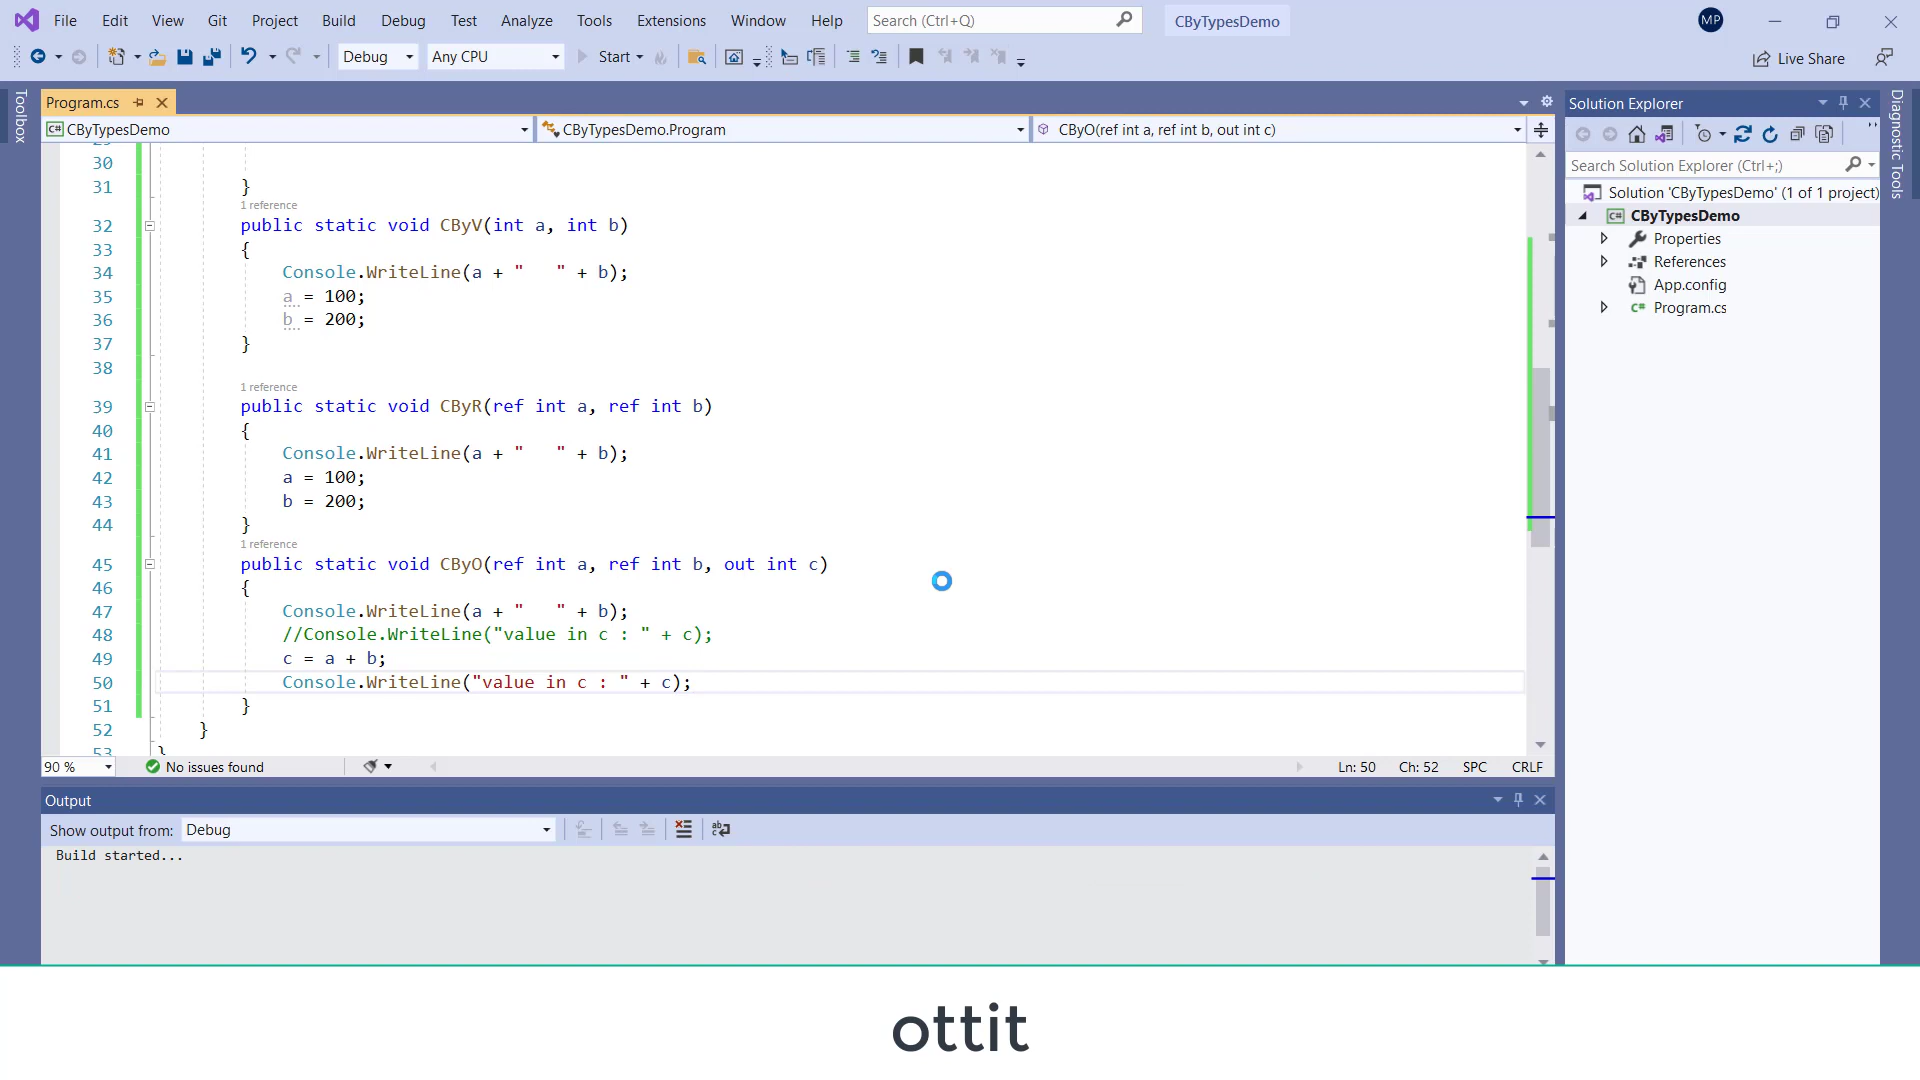 File Edit View Git Project Build Debug Test Analyze Tools Extensions Window Help Search (Ctrl+Q) CByTypesDemo MP
Debug Any CPU Start Live Share
Toolbox
Program.cs
CByTypesDemo CByTypesDemo.Program CByO(ref int a, ref int b, out int c)
30
31 }
1 reference
32 public static void CByV(int a, int b)
33 {
34 Console.WriteLine(a + "   " + b);
35 a = 100;
36 b = 200;
37 }
38
1 reference
39 public static void CByR(ref int a, ref int b)
40 {
41 Console.WriteLine(a + "   " + b);
42 a = 100;
43 b = 200;
44 }
1 reference
45 public static void CByO(ref int a, ref int b, out int c)
46 {
47 Console.WriteLine(a + "   " + b);
48 //Console.WriteLine("value in c : " + c);
49 c = a + b;
50 Console.WriteLine("value in c : " + c);
51 }
52 }
53 }
90 % No issues found Ln: 50 Ch: 52 SPC CRLF
Output
Show output from: Debug
Build started...
Solution Explorer
Search Solution Explorer (Ctrl+;)
Solution 'CByTypesDemo' (1 of 1 project)
CByTypesDemo
Properties
References
App.config
Program.cs
Diagnostic Tools
ottit